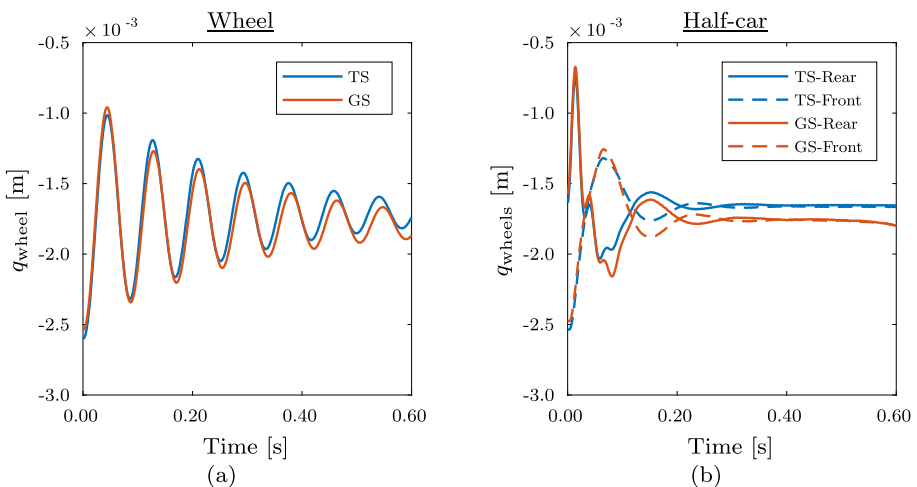 Wheel
× 10⁻³
-0.5
-1.0
-1.5
-2.0
-2.5
-3.0
q_wheel [m]
TS
GS
0.00 0.20 0.40 0.60
Time [s]
(a)
Half-car
× 10⁻³
-0.5
-1.0
-1.5
-2.0
-2.5
-3.0
q_wheels [m]
TS-Rear
TS-Front
GS-Rear
GS-Front
0.00 0.20 0.40 0.60
Time [s]
(b)